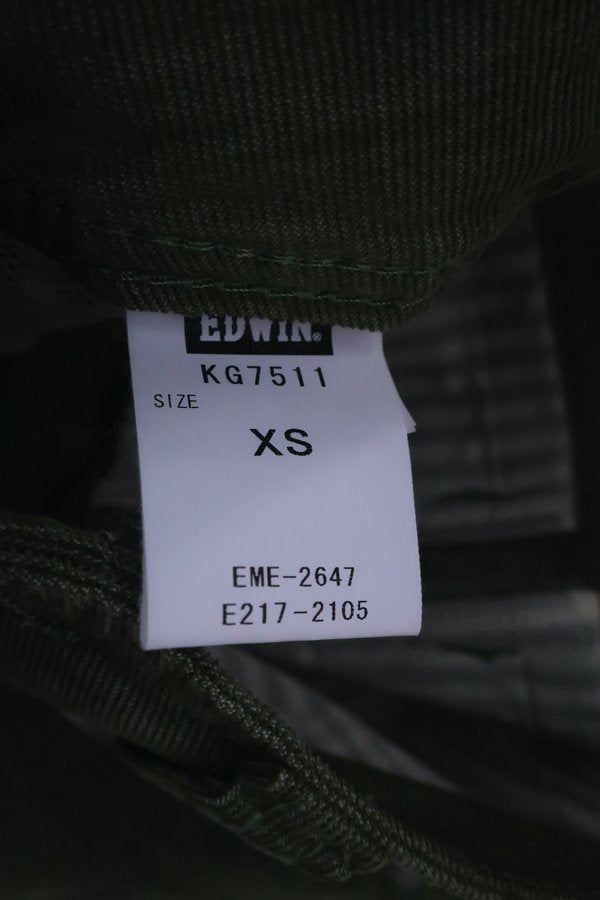 EDWIN®
KG7511
SIZE
XS
EME-2647
E217-2105